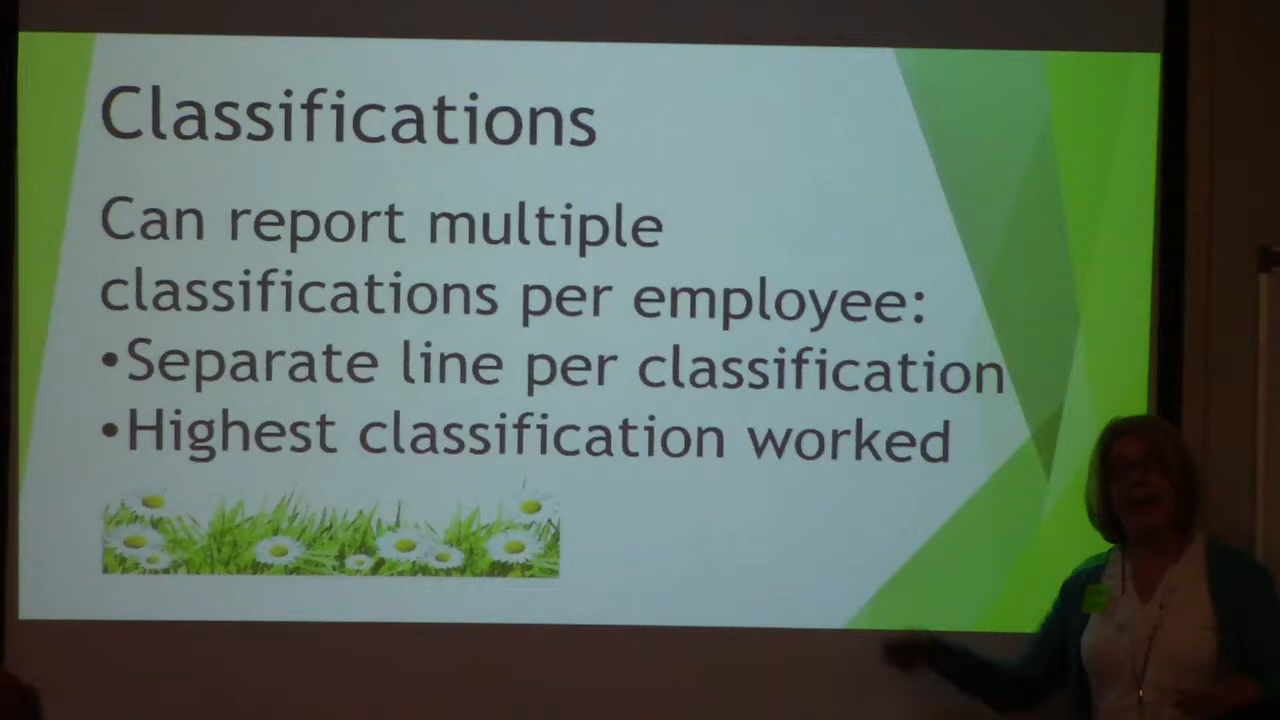 Classifications
Can report multiple
classifications per employee:
•Separate line per classification
•Highest classification worked